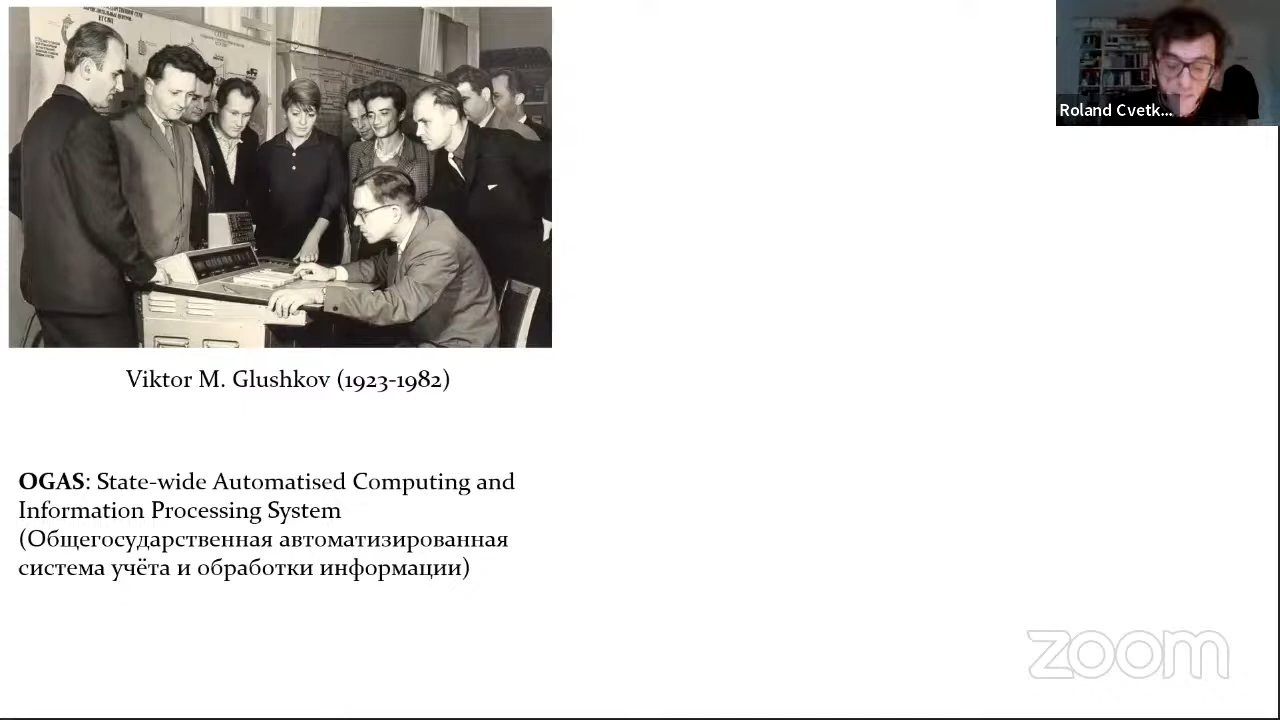 Roland Cvetk...
Viktor M. Glushkov (1923-1982)
OGAS: State-wide Automatised Computing and
Information Processing System
(Общегосударственная автоматизированная
система учёта и обработки информации)
zoom